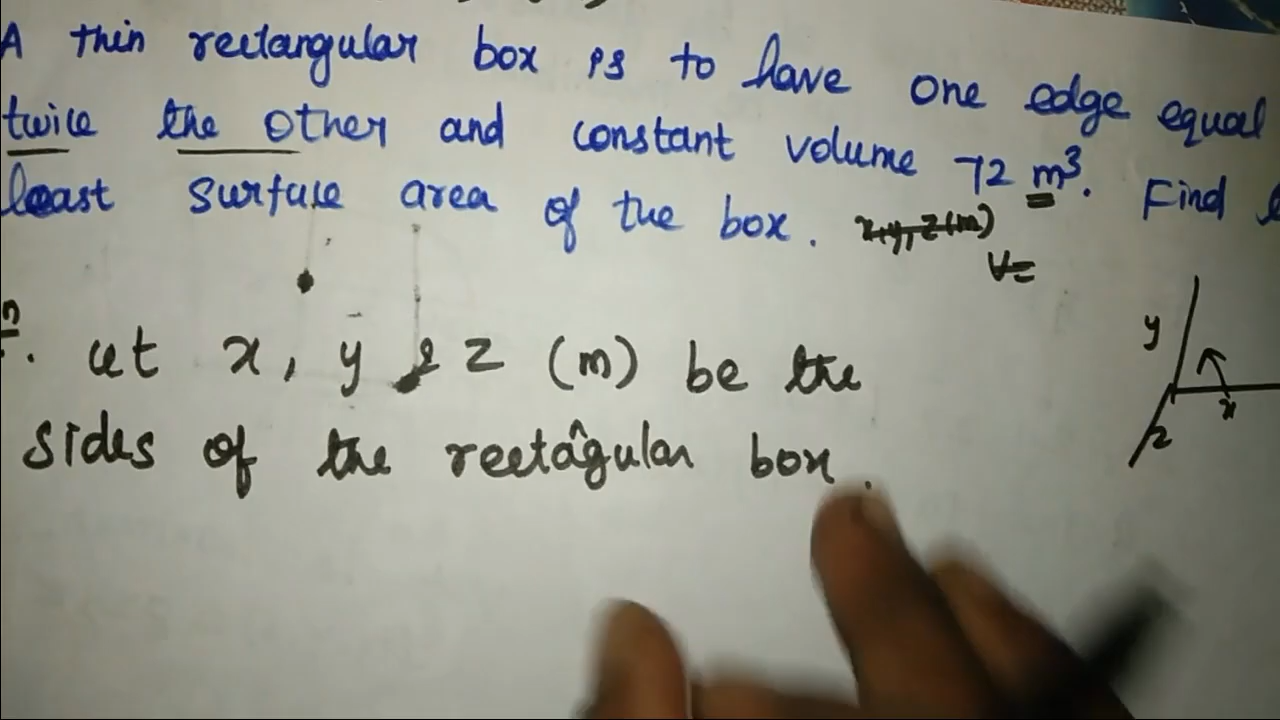 A thin rectangular box is to have one edge equal
twice the other and constant volume 72 m³. Find
least surface area of the box. x, y, z (m)
V=
Let x, y & z (m) be the
sides of the rectangular box.
y
x
z